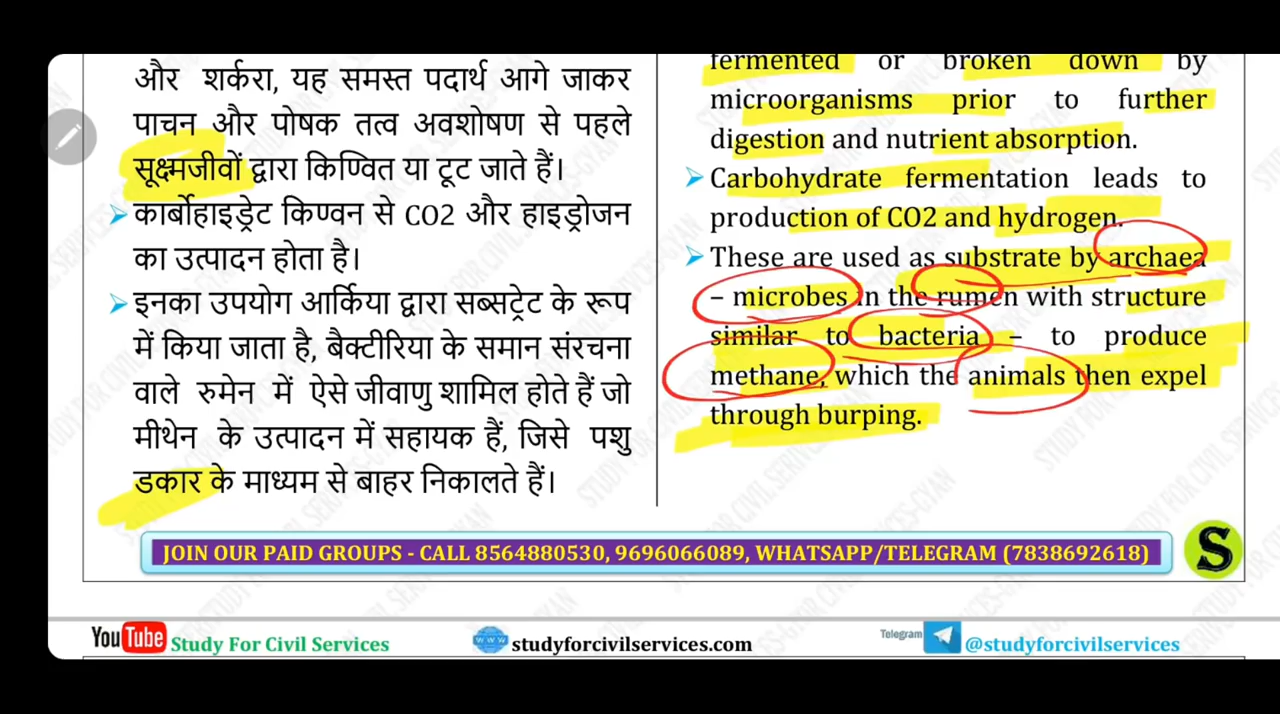 और शर्करा, यह समस्त पदार्थ आगे जाकर
पाचन और पोषक तत्व अवशोषण से पहले
सूक्ष्मजीवों द्वारा किण्वित या टूट जाते हैं।
➤ कार्बोहाइड्रेट किण्वन से CO2 और हाइड्रोजन
का उत्पादन होता है।
➤ इनका उपयोग आर्किया द्वारा सब्सट्रेट के रूप
में किया जाता है, बैक्टीरिया के समान संरचना
वाले रुमेन में ऐसे जीवाणु शामिल होते हैं जो
मीथेन के उत्पादन में सहायक हैं, जिसे पशु
डकार के माध्यम से बाहर निकालते हैं।
fermented or broken down by
microorganisms prior to further
digestion and nutrient absorption.
➤ Carbohydrate fermentation leads to
production of CO2 and hydrogen.
➤ These are used as substrate by archaea
– microbes in the rumen with structure
similar to bacteria – to produce
methane, which the animals then expel
through burping.
JOIN OUR PAID GROUPS - CALL 8564880530, 9696066089, WHATSAPP/TELEGRAM (7838692618)
S
YouTube Study For Civil Services
www studyforcivilservices.com
Telegram @studyforcivilservices